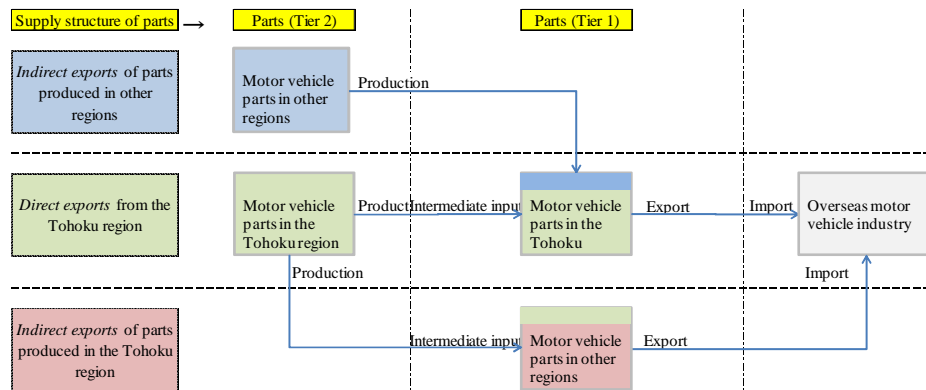 Supply structure of parts → Parts (Tier 2) Parts (Tier 1)
Indirect exports of parts
produced in other
regions
Motor vehicle
parts in other
regions
Production
Direct exports from the
Tohoku region
Motor vehicle
parts in the
Tohoku region
Product
Intermediate input
Motor vehicle
parts in the
Tohoku
Export
Import
Overseas motor
vehicle industry
Production
Import
Indirect exports of parts
produced in the Tohoku
region
Intermediate input
Motor vehicle
parts in other
regions
Export